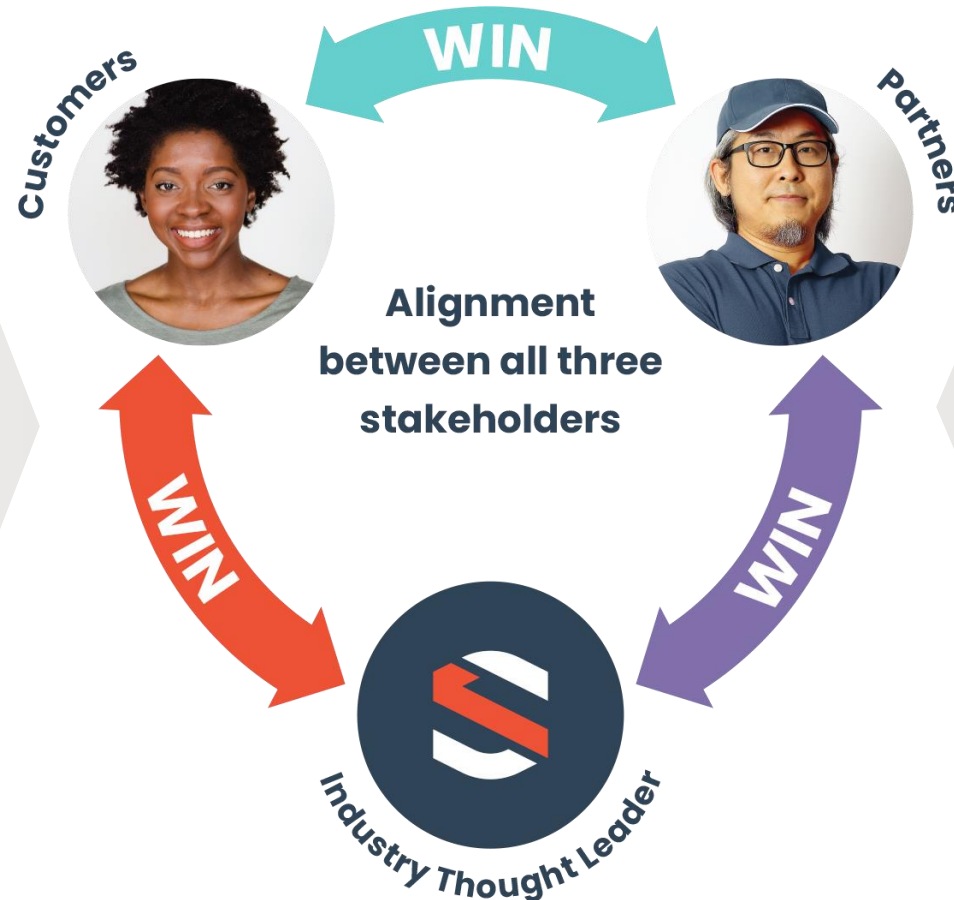 WIN
Customers
Partners
Alignment
between all three
stakeholders
WIN
WIN
Industry Thought Leader